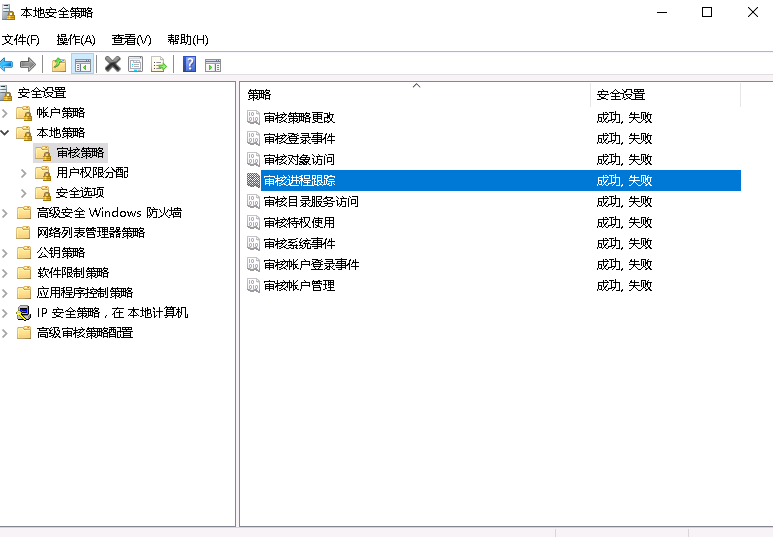 本地安全策略
文件(F) 操作(A) 查看(V) 帮助(H)
安全设置
帐户策略
本地策略
审核策略
用户权限分配
安全选项
高级安全 Windows 防火墙
网络列表管理器策略
公钥策略
软件限制策略
应用程序控制策略
IP 安全策略，在 本地计算机
高级审核策略配置
策略 安全设置
审核策略更改 成功, 失败
审核登录事件 成功, 失败
审核对象访问 成功, 失败
审核进程跟踪 成功, 失败
审核目录服务访问 成功, 失败
审核特权使用 成功, 失败
审核系统事件 成功, 失败
审核帐户登录事件 成功, 失败
审核帐户管理 成功, 失败